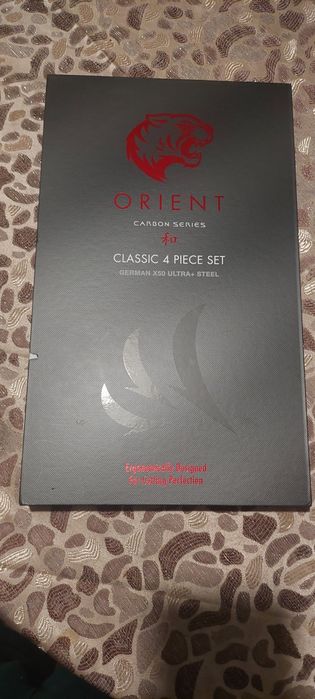 ORIENT
CARBON SERIES
和
CLASSIC 4 PIECE SET
GERMAN X50 ULTRA+ STEEL
Ergonomically Designed
For Cutting Perfection